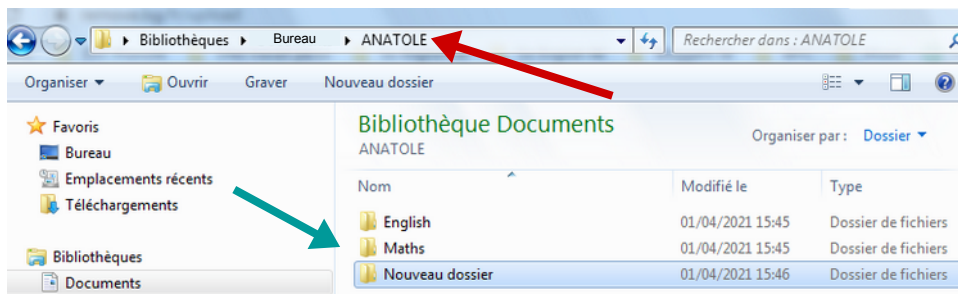 Bibliothèques Bureau ANATOLE Rechercher dans : ANATOLE
Organiser Ouvrir Graver Nouveau dossier
Favoris
Bureau
Emplacements récents
Téléchargements
Bibliothèques
Documents
Bibliothèque Documents
ANATOLE
Organiser par : Dossier
Nom Modifié le Type
English 01/04/2021 15:45 Dossier de fichiers
Maths 01/04/2021 15:45 Dossier de fichiers
Nouveau dossier 01/04/2021 15:46 Dossier de fichiers